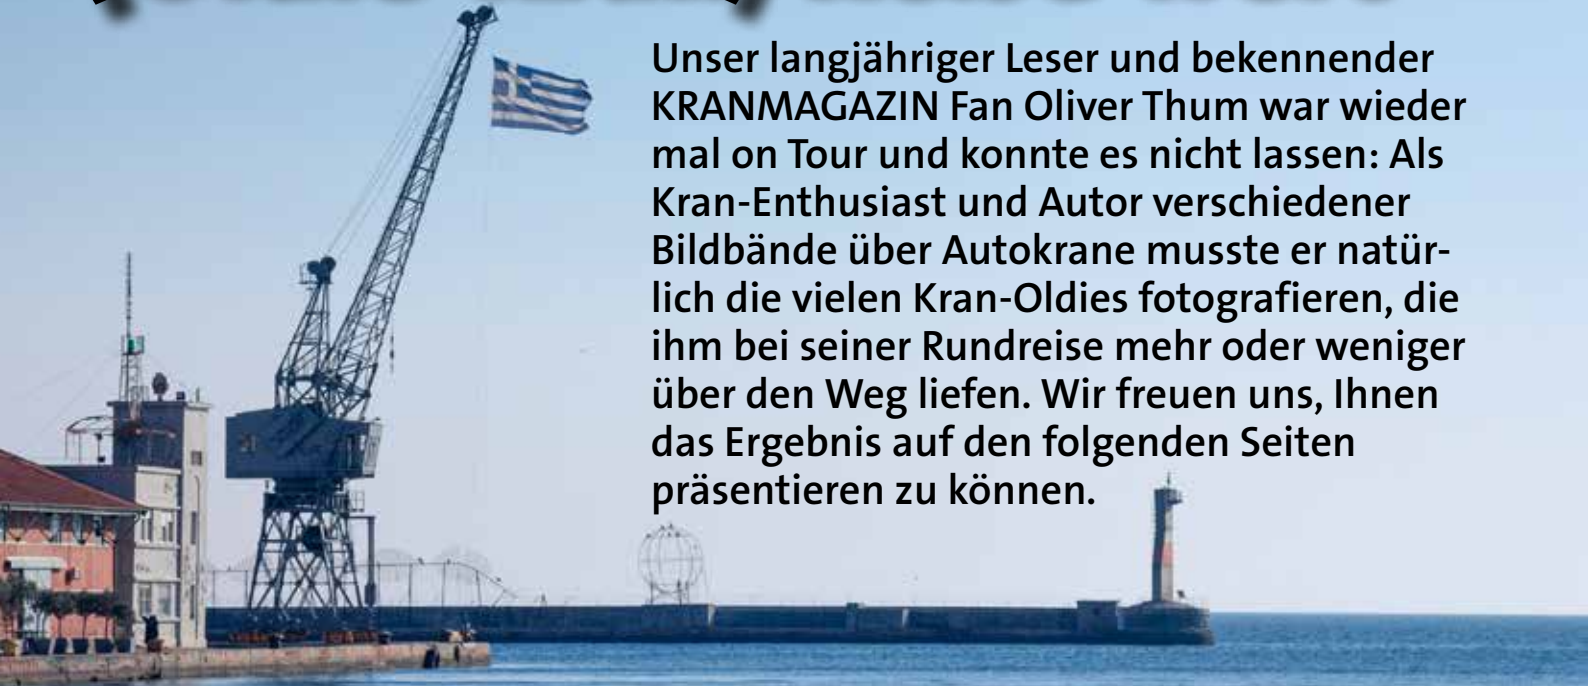 Unser langjähriger Leser und bekennender
KRANMAGAZIN Fan Oliver Thum war wieder
mal on Tour und konnte es nicht lassen: Als
Kran-Enthusiast und Autor verschiedener
Bildbände über Autokrane musste er natür-
lich die vielen Kran-Oldies fotografieren, die
ihm bei seiner Rundreise mehr oder weniger
über den Weg liefen. Wir freuen uns, Ihnen
das Ergebnis auf den folgenden Seiten
präsentieren zu können.